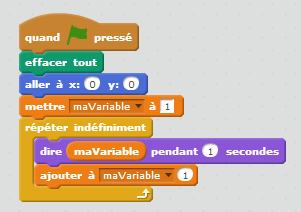 quand pressé
effacer tout
aller à x: 0 y: 0
mettre maVariable à 1
répéter indéfiniment
dire maVariable pendant 1 secondes
ajouter à maVariable 1